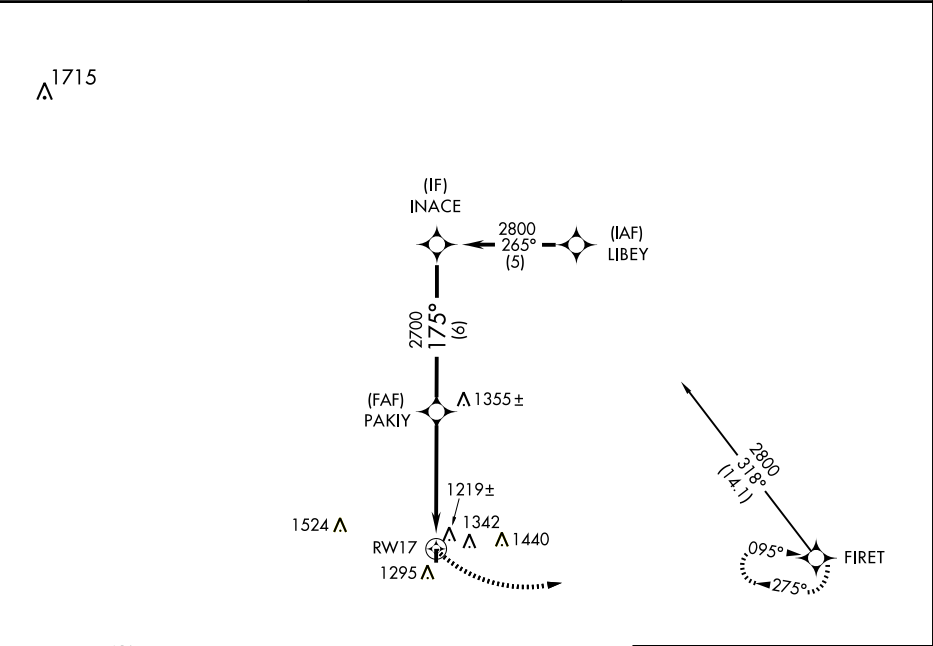 1715
(IF)
INACE
2800
265°
(5)
(IAF)
LIBEY
2700
175°
(6)
(FAF)
PAKIY
1355±
2800
318°
(14.1)
1219±
1524
1342
1440
RW17
1295
095°
275°
FIRET